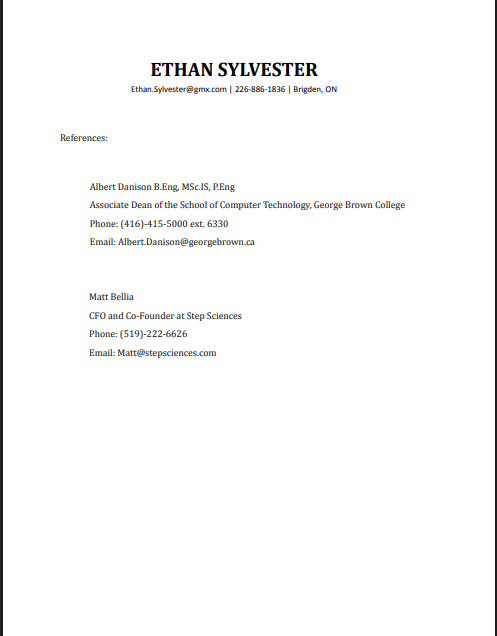 ETHAN SYLVESTER
Ethan.Sylvester@gmx.com | 226-886-1836 | Brigden, ON
References:
Albert Danison B.Eng, MSc.IS, P.Eng
Associate Dean of the School of Computer Technology, George Brown College
Phone: (416)-415-5000 ext. 6330
Email: Albert.Danison@georgebrown.ca
Matt Bellia
CFO and Co-Founder at Step Sciences
Phone: (519)-222-6626
Email: Matt@stepsciences.com